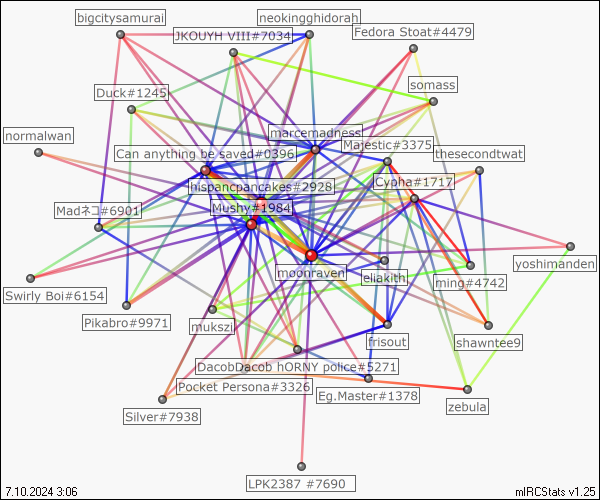 bigcitysamurai
neokingghidorah
JKOUYH VIII#7034
Fedora Stoat#4479
somass
Duck#1245
normalwan
marcemadness
Majestic#3375
thesecondtwat
Can anything be saved#0396
hispancpancakes#2928
Cypha#1717
Madネコ#6901
Mushy#1984
yoshimanden
moonraven
eliakith
ming#4742
Swirly Boi#6154
Pikabro#9971
mukszi
frisout
shawntee9
DacobDacob hORNY police#5271
Pocket Persona#3326
Eg.Master#1378
zebula
Silver#7938
LPK2387 #7690
7.10.2024 3:06
mIRCStats v1.25